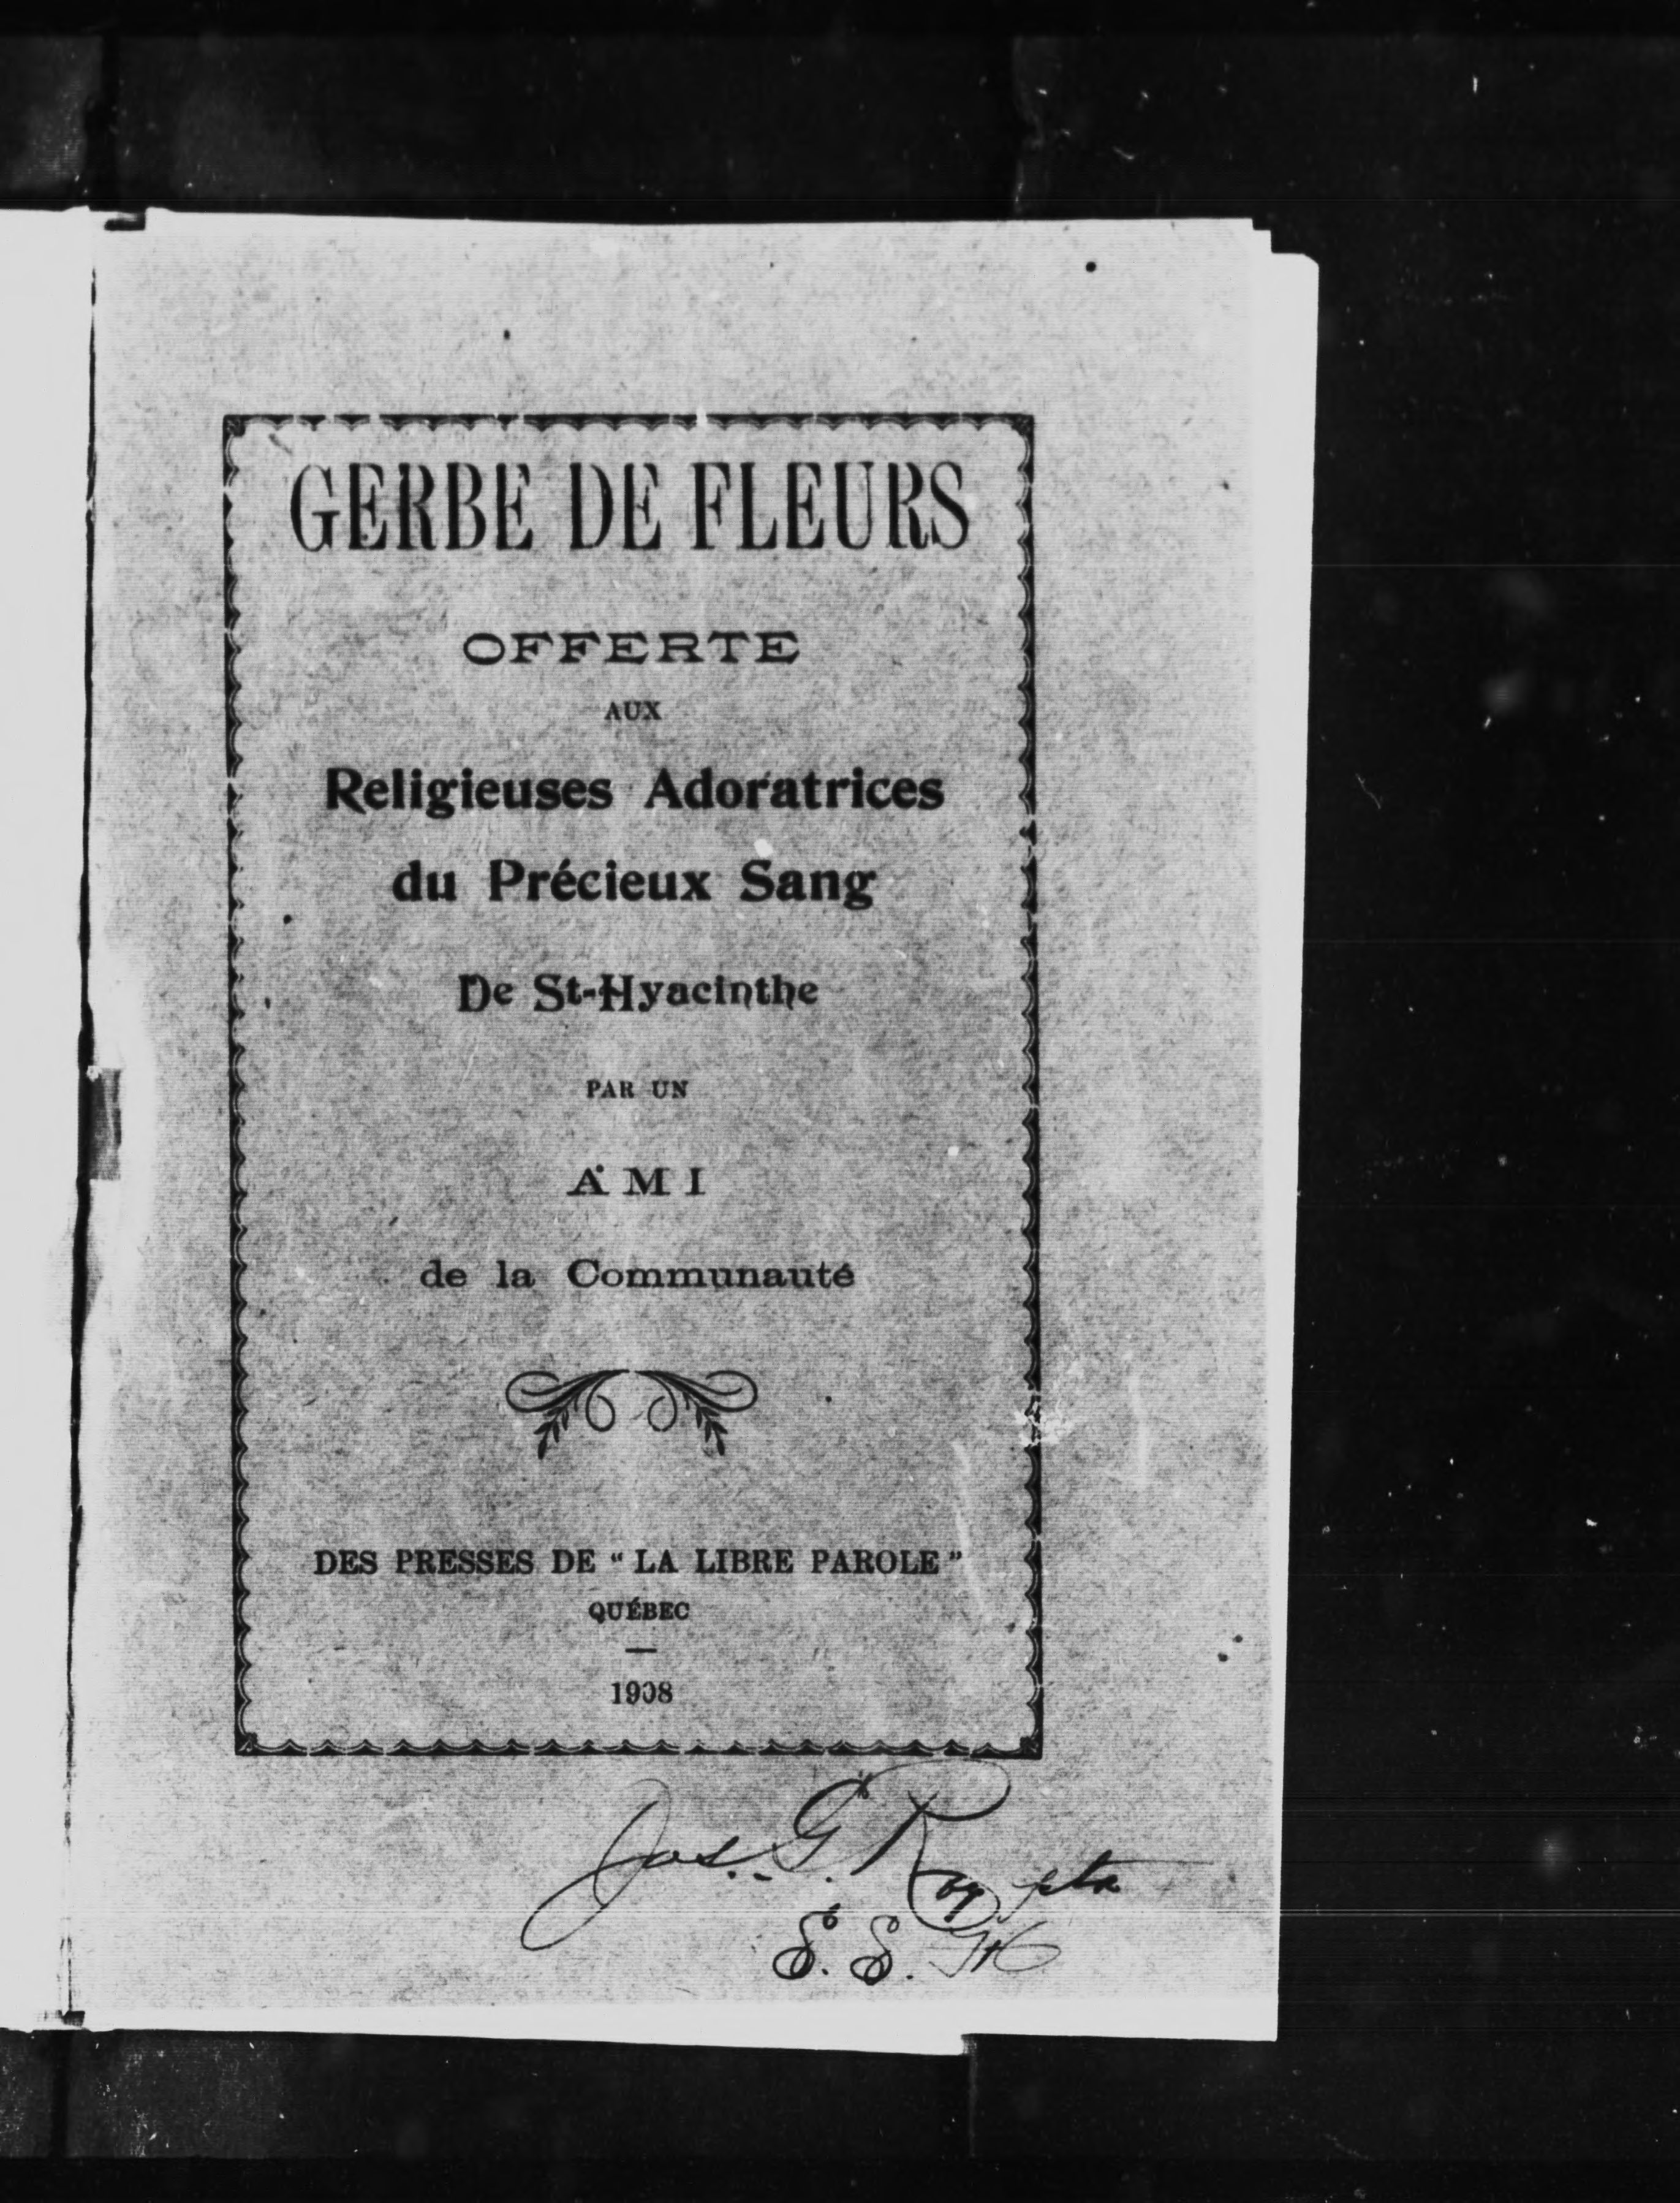 GERBE DE FLEURS
OFFERTE
AUX
Religieuses Adoratrices
du Précieux Sang
De St-Hyacinthe
PAR UN
AMI
de la Communauté
DES PRESSES DE “ LA LIBRE PAROLE ”
QUÉBEC
1908
Jos. G.
S. S.